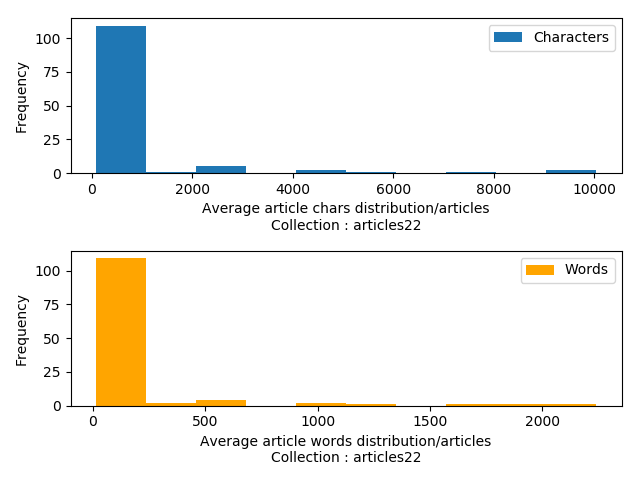 100
75
50
25
0
Frequency
Characters
0 2000 4000 6000 8000 10000
Average article chars distribution/articles
Collection : articles22
100
75
50
25
0
Frequency
Words
0 500 1000 1500 2000
Average article words distribution/articles
Collection : articles22